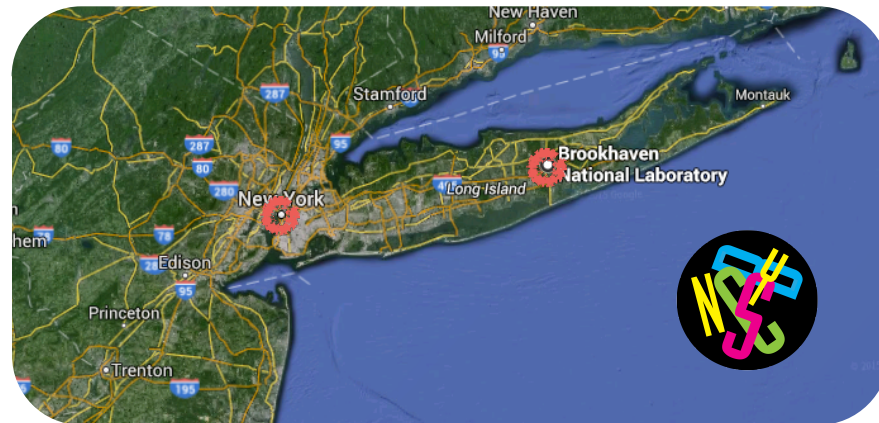 New Haven
Milford
95
Stamford
287
Montauk
95
287
80
80
Brookhaven
National Laboratory
280
Long Island
New York
78
Edison
95
Princeton
Trenton
195
NYSDSC